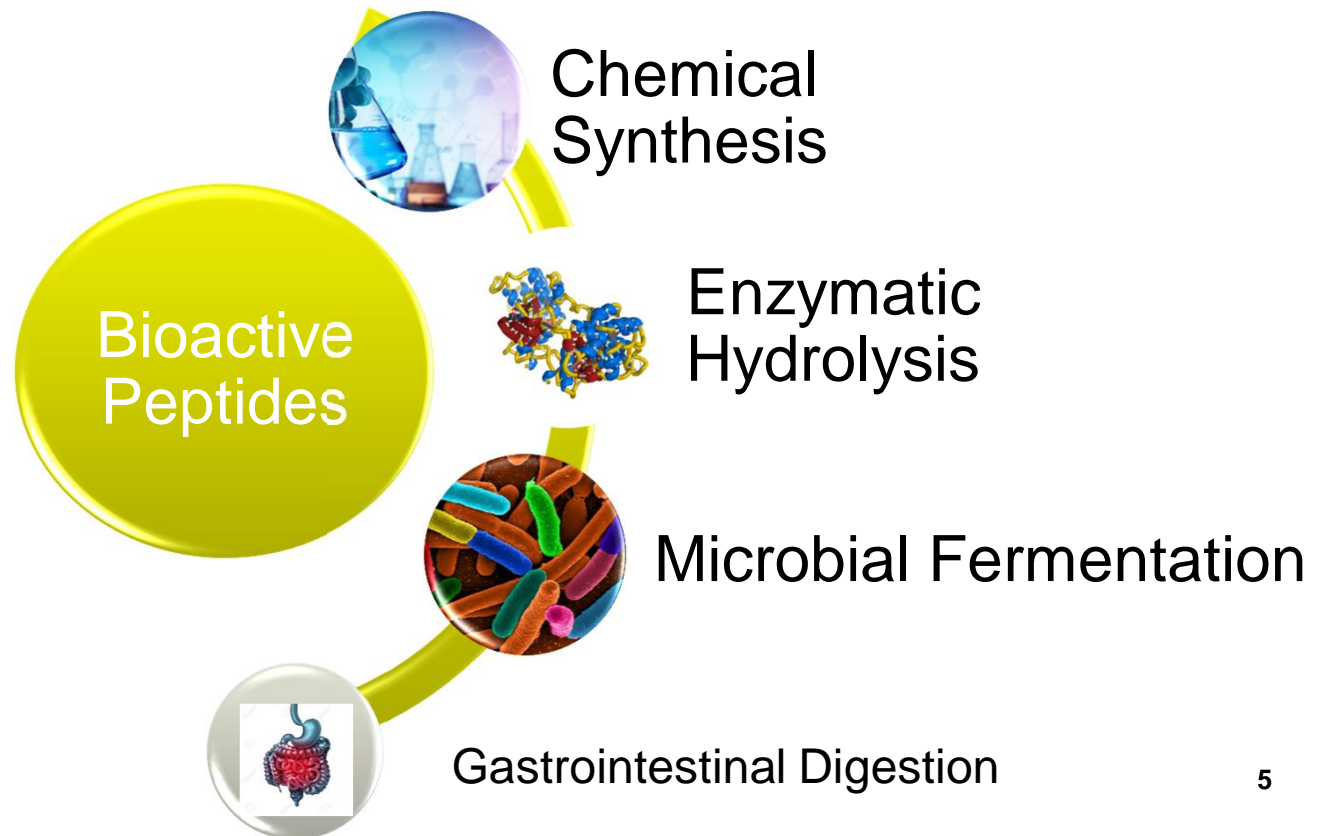 Chemical
Synthesis
Enzymatic
Hydrolysis
Bioactive
Peptides
Microbial Fermentation
Gastrointestinal Digestion
5